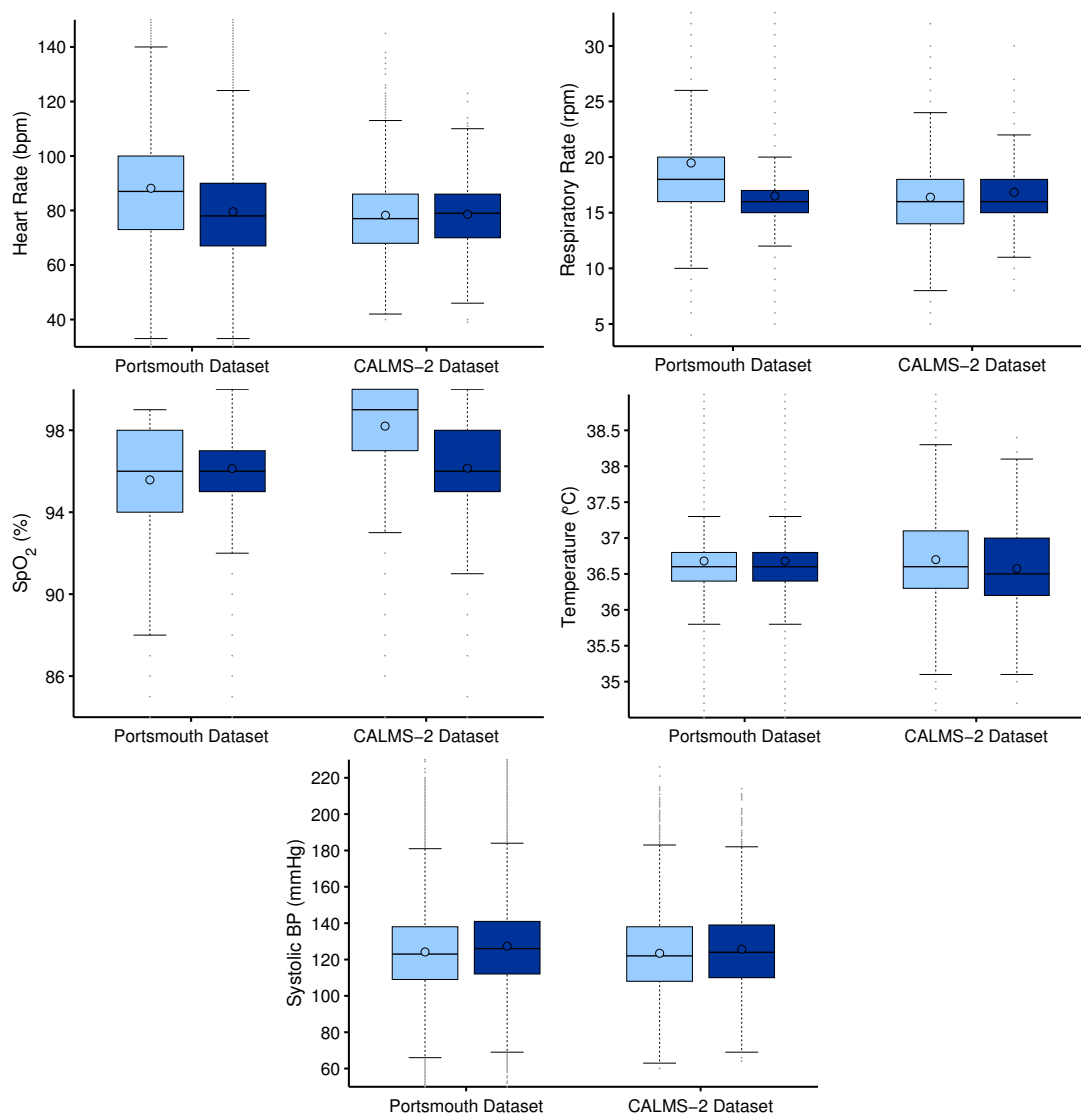 Heart Rate (bpm)
140
120
100
80
60
40
Portsmouth Dataset
CALMS−2 Dataset
Respiratory Rate (rpm)
30
25
20
15
10
5
Portsmouth Dataset
CALMS−2 Dataset
SpO2 (%)
98
94
90
86
Portsmouth Dataset
CALMS−2 Dataset
Temperature (ºC)
38.5
38
37.5
37
36.5
36
35.5
35
Portsmouth Dataset
CALMS−2 Dataset
Systolic BP (mmHg)
220
200
180
160
140
120
100
80
60
Portsmouth Dataset
CALMS−2 Dataset